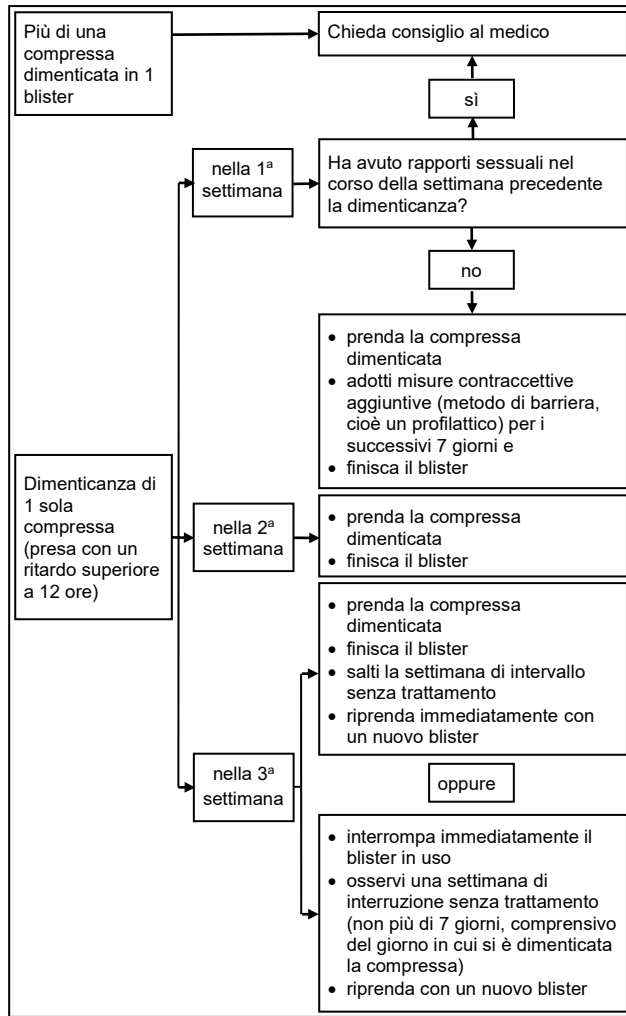 Più di una
compressa
dimenticata in 1
blister
Chieda consiglio al medico
sì
nella 1ª
settimana
Ha avuto rapporti sessuali nel
corso della settimana precedente
la dimenticanza?
no
• prenda la compressa
dimenticata
• adotti misure contraccettive
aggiuntive (metodo di barriera,
cioè un profilattico) per i
successivi 7 giorni e
• finisca il blister
Dimenticanza di
1 sola
compressa
(presa con un
ritardo superiore
a 12 ore)
nella 2ª
settimana
• prenda la compressa
dimenticata
• finisca il blister
nella 3ª
settimana
• prenda la compressa
dimenticata
• finisca il blister
• salti la settimana di intervallo
senza trattamento
• riprenda immediatamente con
un nuovo blister
oppure
• interrompa immediatamente il
blister in uso
• osservi una settimana di
interruzione senza trattamento
(non più di 7 giorni, comprensivo
del giorno in cui si è dimenticata
la compressa)
• riprenda con un nuovo blister